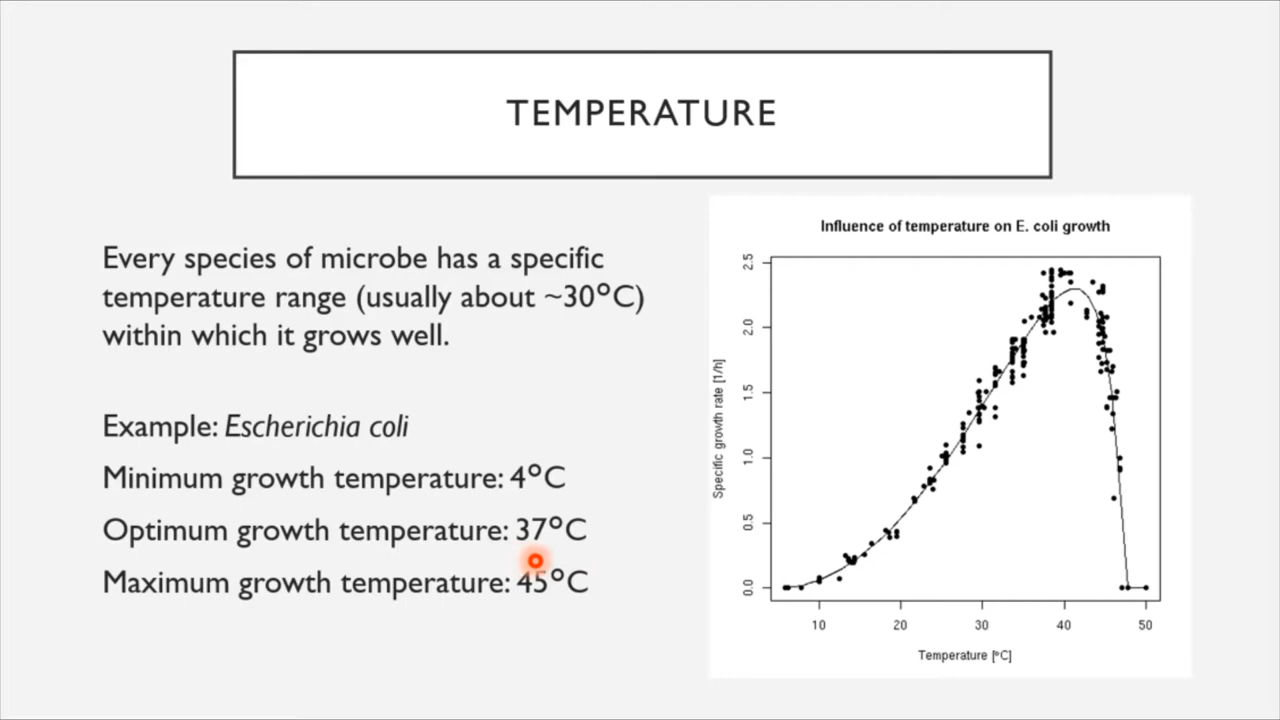 TEMPERATURE
Every species of microbe has a specific
temperature range (usually about ~30°C)
within which it grows well.
Example: Escherichia coli
Minimum growth temperature: 4°C
Optimum growth temperature: 37°C
Maximum growth temperature: 45°C
Influence of temperature on E. coli growth
Specific growth rate [1/h]
2.5
2.0
1.5
1.0
0.5
0.0
10 20 30 40 50
Temperature [°C]